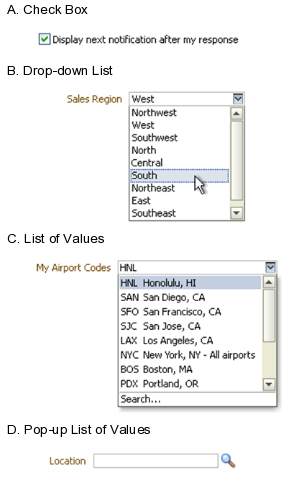 A. Check Box
Display next notification after my response
B. Drop-down List
Sales Region West
Northwest
West
Southwest
North
Central
South
Northeast
East
Southeast
C. List of Values
My Airport Codes HNL
HNL Honolulu, HI
SAN San Diego, CA
SFO San Francisco, CA
SJC San Jose, CA
LAX Los Angeles, CA
NYC New York, NY - All airports
BOS Boston, MA
PDX Portland, OR
Search...
D. Pop-up List of Values
Location